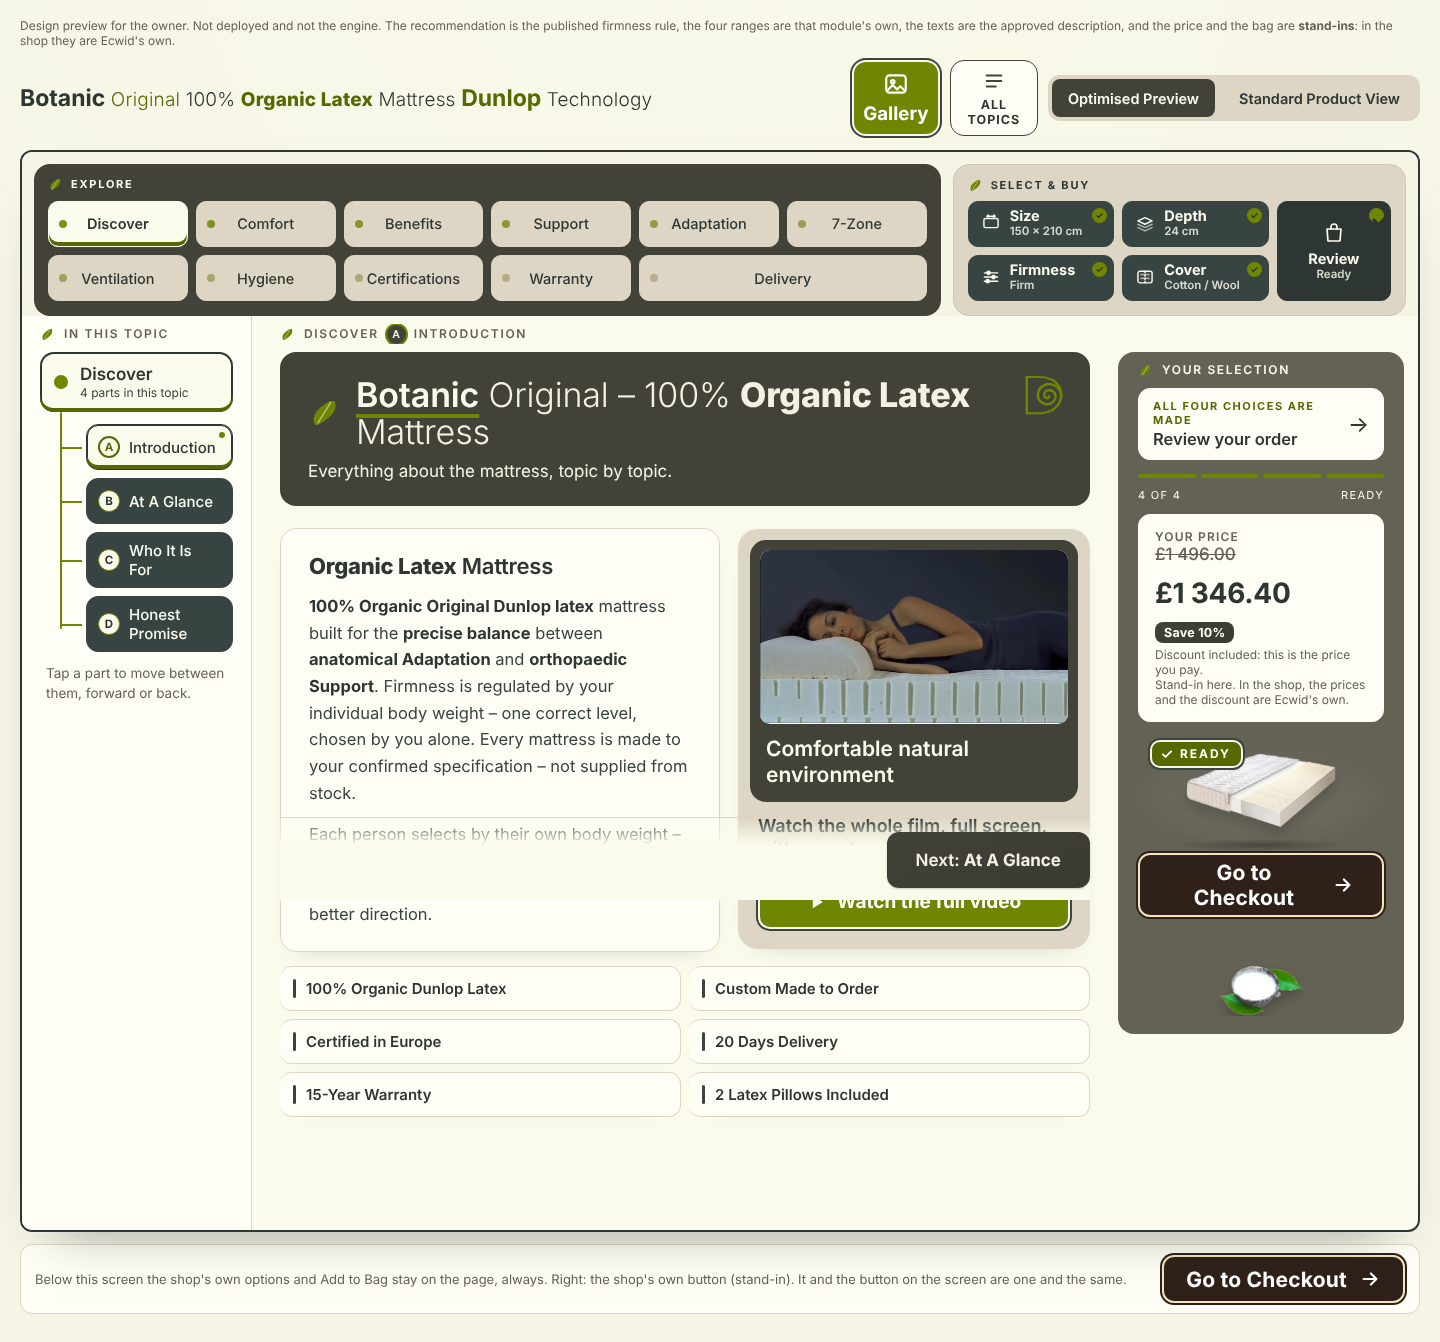 Design preview for the owner. Not deployed and not the engine. The recommendation is the published firmness rule, the four ranges are that module's own, the texts are the approved description, and the price and the bag are stand-ins: in the
shop they are Ecwid's own.
Botanic Original 100% Organic Latex Mattress Dunlop Technology
Gallery
ALL
TOPICS
Optimised Preview
Standard Product View
EXPLORE
Discover
Comfort
Benefits
Support
Adaptation
7-Zone
Ventilation
Hygiene
Certifications
Warranty
Delivery
SELECT & BUY
Size
150 × 210 cm
Depth
24 cm
Firmness
Firm
Cover
Cotton / Wool
Review
Ready
IN THIS TOPIC
Discover
4 parts in this topic
A Introduction
B At A Glance
C Who It Is
For
D Honest
Promise
Tap a part to move between
them, forward or back.
DISCOVER A INTRODUCTION
Botanic Original – 100% Organic Latex
Mattress
Everything about the mattress, topic by topic.
Organic Latex Mattress
100% Organic Original Dunlop latex mattress
built for the precise balance between
anatomical Adaptation and orthopaedic
Support. Firmness is regulated by your
individual body weight – one correct level,
chosen by you alone. Every mattress is made to
your confirmed specification – not supplied from
stock.
Each person selects by their own body weight –
better direction.
Comfortable natural
environment
Watch the whole film, full screen,
Watch the full video
Next: At A Glance
100% Organic Dunlop Latex
Custom Made to Order
Certified in Europe
20 Days Delivery
15-Year Warranty
2 Latex Pillows Included
YOUR SELECTION
ALL FOUR CHOICES ARE
MADE
Review your order
4 OF 4
READY
YOUR PRICE
£1 496.00
£1 346.40
Save 10%
Discount included: this is the price
you pay.
Stand-in here. In the shop, the prices
and the discount are Ecwid's own.
READY
Go to
Checkout
Below this screen the shop's own options and Add to Bag stay on the page, always. Right: the shop's own button (stand-in). It and the button on the screen are one and the same.
Go to Checkout